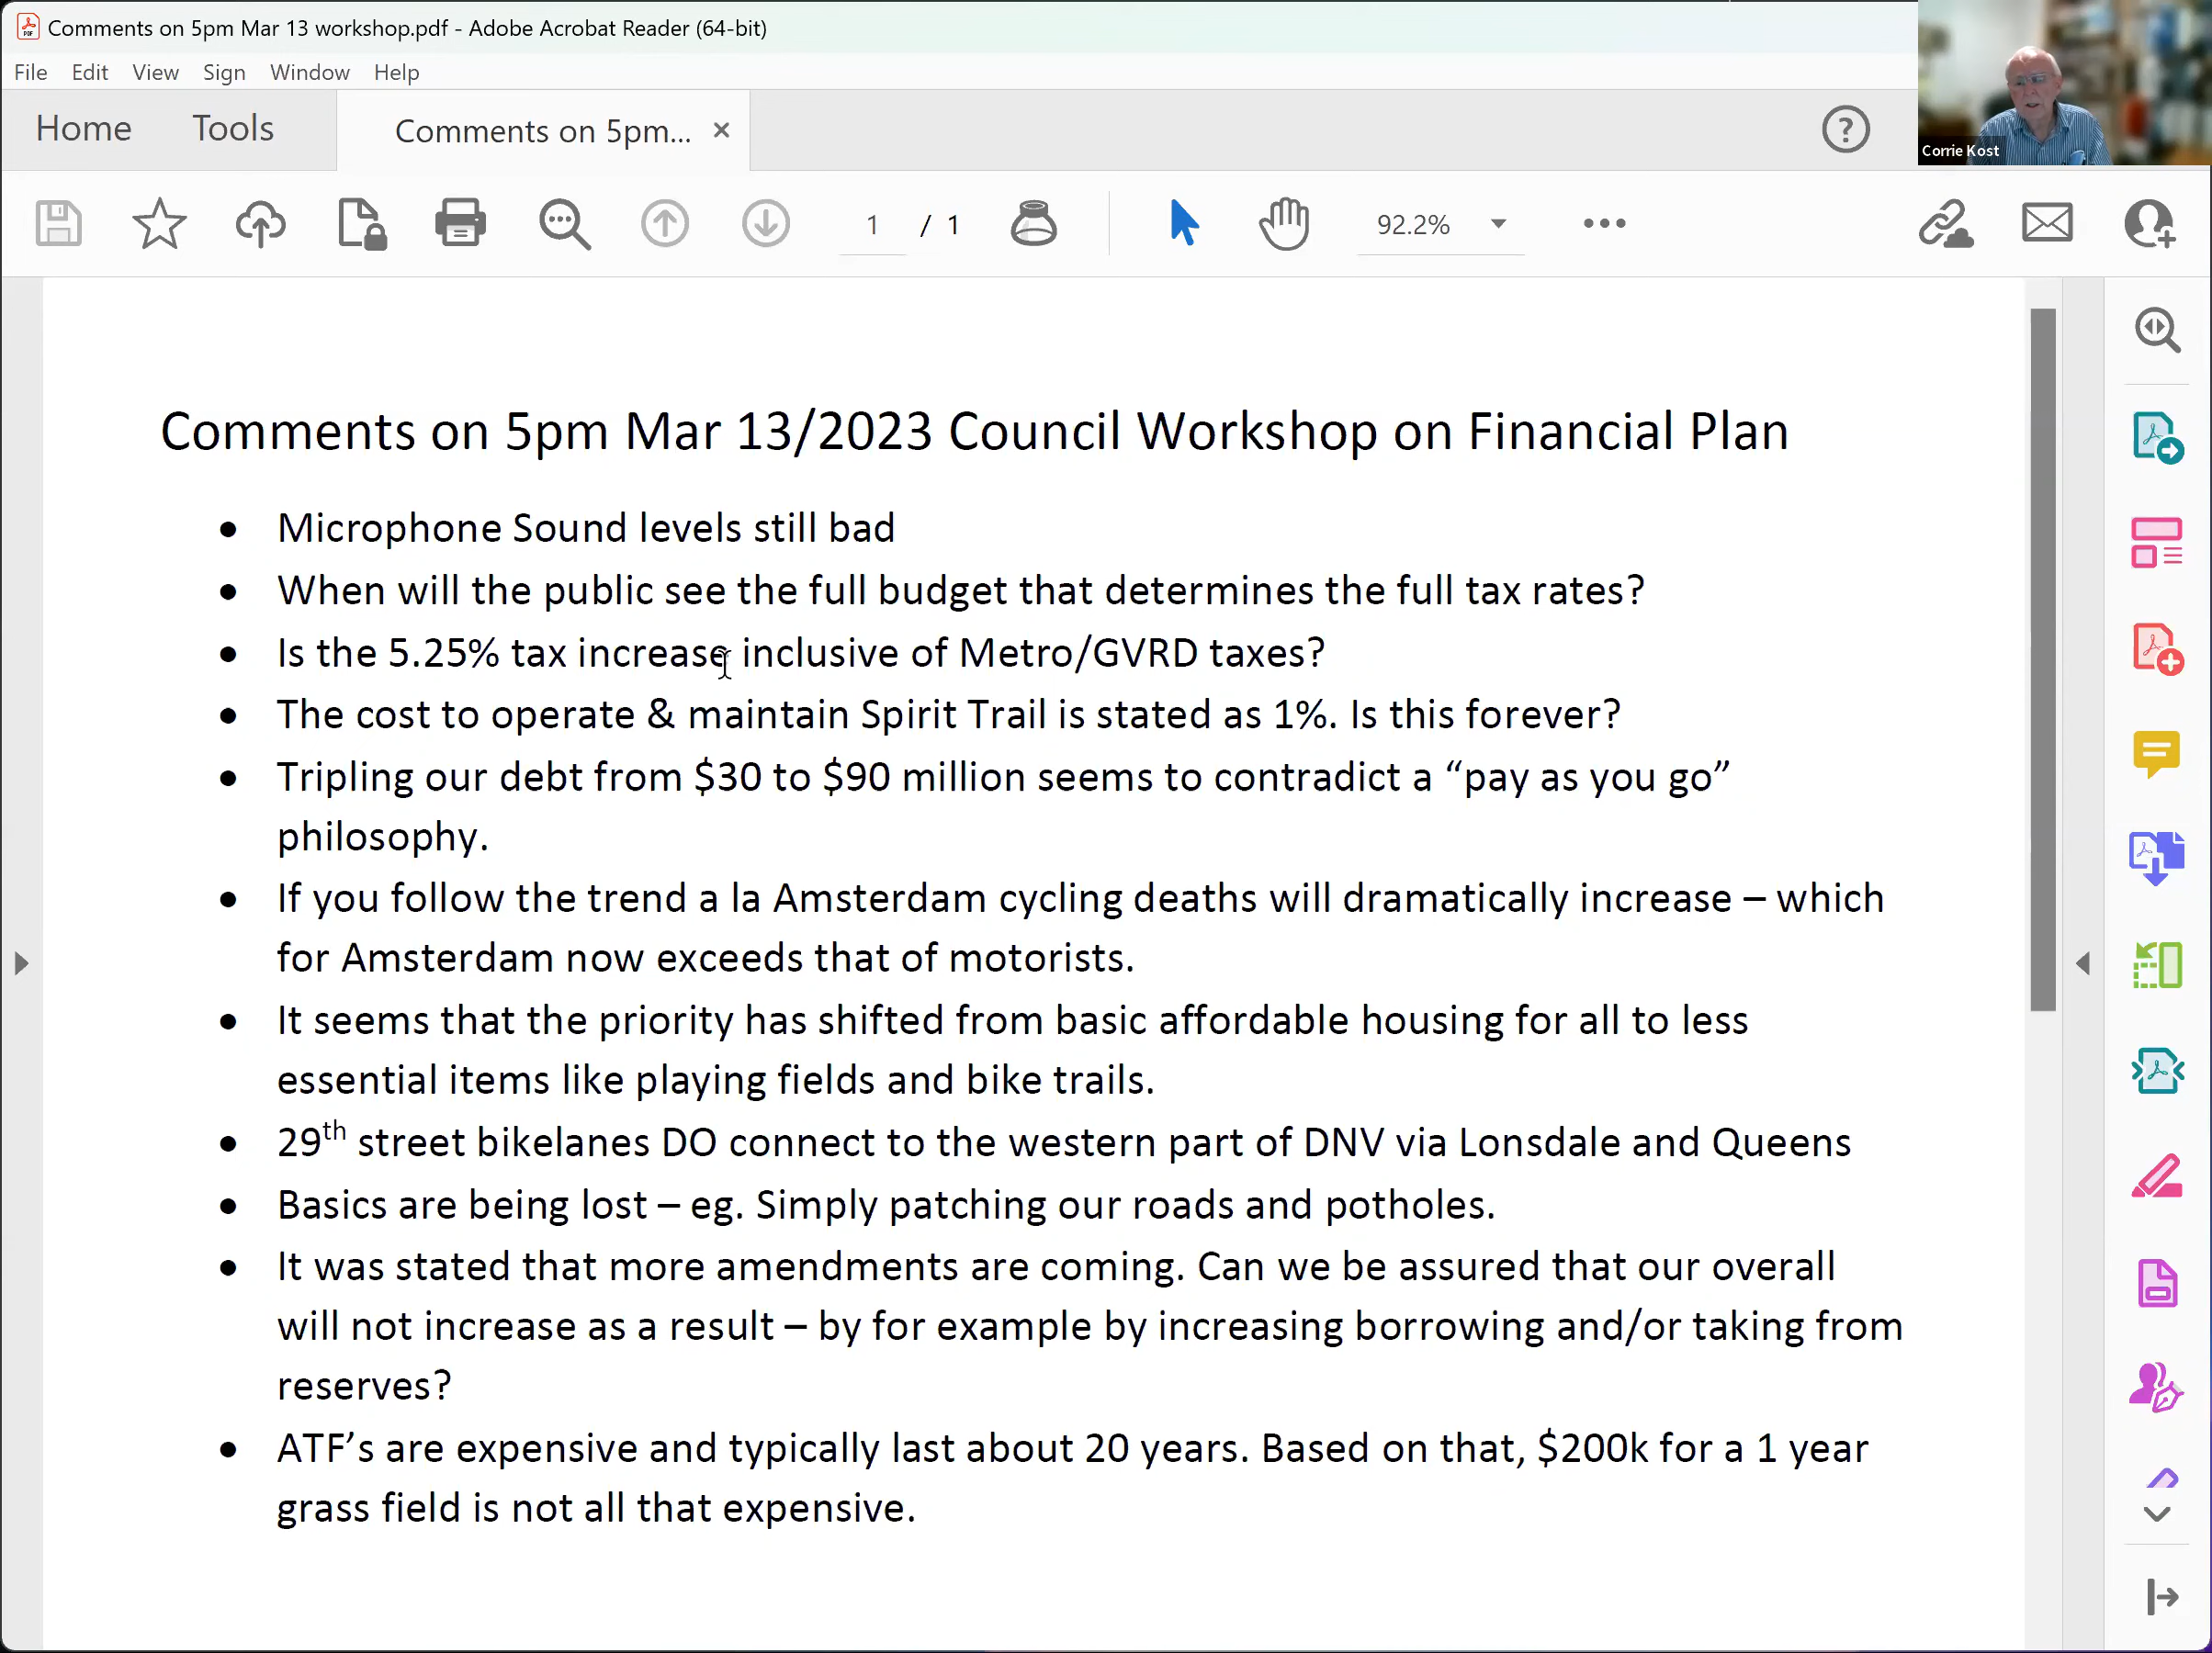 Comments on 5pm Mar 13 workshop.pdf - Adobe Acrobat Reader (64-bit)
File Edit View Sign Window Help
Home Tools Comments on 5pm... ×
Corrie Kost
1 / 1 92.2%
Comments on 5pm Mar 13/2023 Council Workshop on Financial Plan
• Microphone Sound levels still bad
• When will the public see the full budget that determines the full tax rates?
• Is the 5.25% tax increase inclusive of Metro/GVRD taxes?
• The cost to operate & maintain Spirit Trail is stated as 1%. Is this forever?
• Tripling our debt from $30 to $90 million seems to contradict a “pay as you go”
philosophy.
• If you follow the trend a la Amsterdam cycling deaths will dramatically increase – which
for Amsterdam now exceeds that of motorists.
• It seems that the priority has shifted from basic affordable housing for all to less
essential items like playing fields and bike trails.
• 29th street bikelanes DO connect to the western part of DNV via Lonsdale and Queens
• Basics are being lost – eg. Simply patching our roads and potholes.
• It was stated that more amendments are coming. Can we be assured that our overall
will not increase as a result – by for example by increasing borrowing and/or taking from
reserves?
• ATF’s are expensive and typically last about 20 years. Based on that, $200k for a 1 year
grass field is not all that expensive.